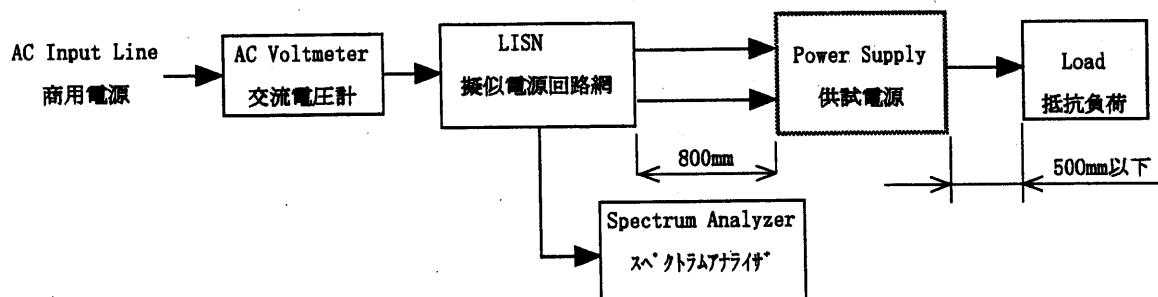 AC Input Line
商用電源
AC Voltmeter
交流電圧計
LISN
擬似電源回路網
Power Supply
供試電源
Load
抵抗負荷
800mm
500mm以下
Spectrum Analyzer
ｽﾍﾟｸﾄﾗﾑｱﾅﾗｲｻﾞ